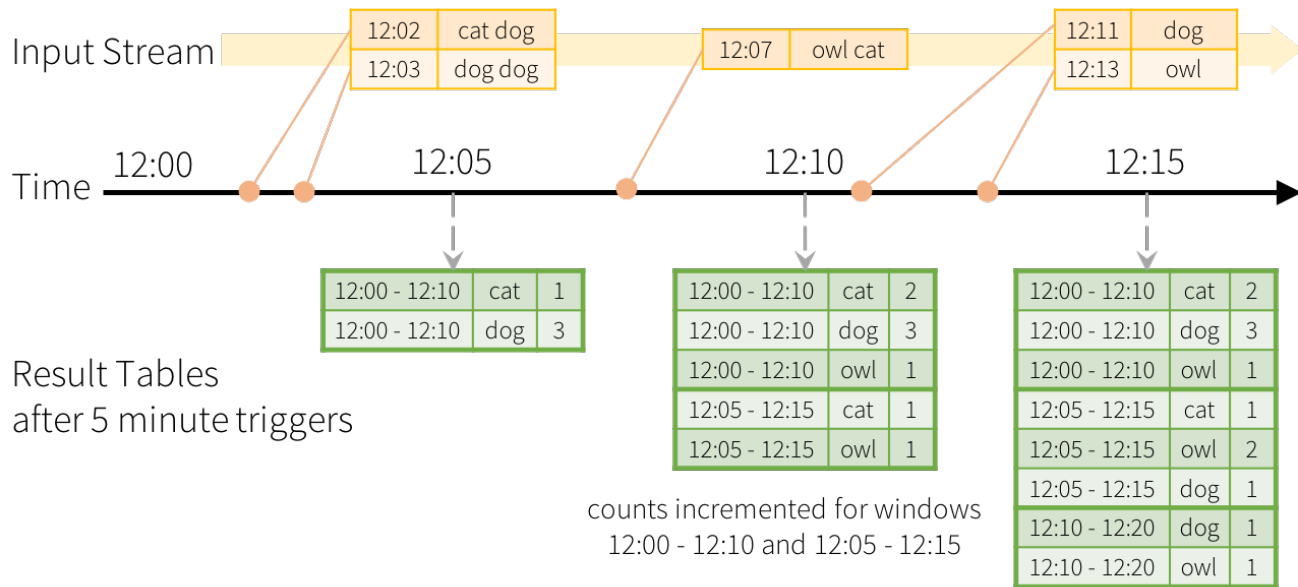 Input Stream
12:02 cat dog
12:03 dog dog
12:07 owl cat
12:11 dog
12:13 owl
Time
12:00 12:05 12:10 12:15
Result Tables
after 5 minute triggers
12:00 - 12:10 cat 1
12:00 - 12:10 dog 3
12:00 - 12:10 cat 2
12:00 - 12:10 dog 3
12:00 - 12:10 owl 1
12:05 - 12:15 cat 1
12:05 - 12:15 owl 1
counts incremented for windows
12:00 - 12:10 and 12:05 - 12:15
12:00 - 12:10 cat 2
12:00 - 12:10 dog 3
12:00 - 12:10 owl 1
12:05 - 12:15 cat 1
12:05 - 12:15 owl 2
12:05 - 12:15 dog 1
12:10 - 12:20 dog 1
12:10 - 12:20 owl 1